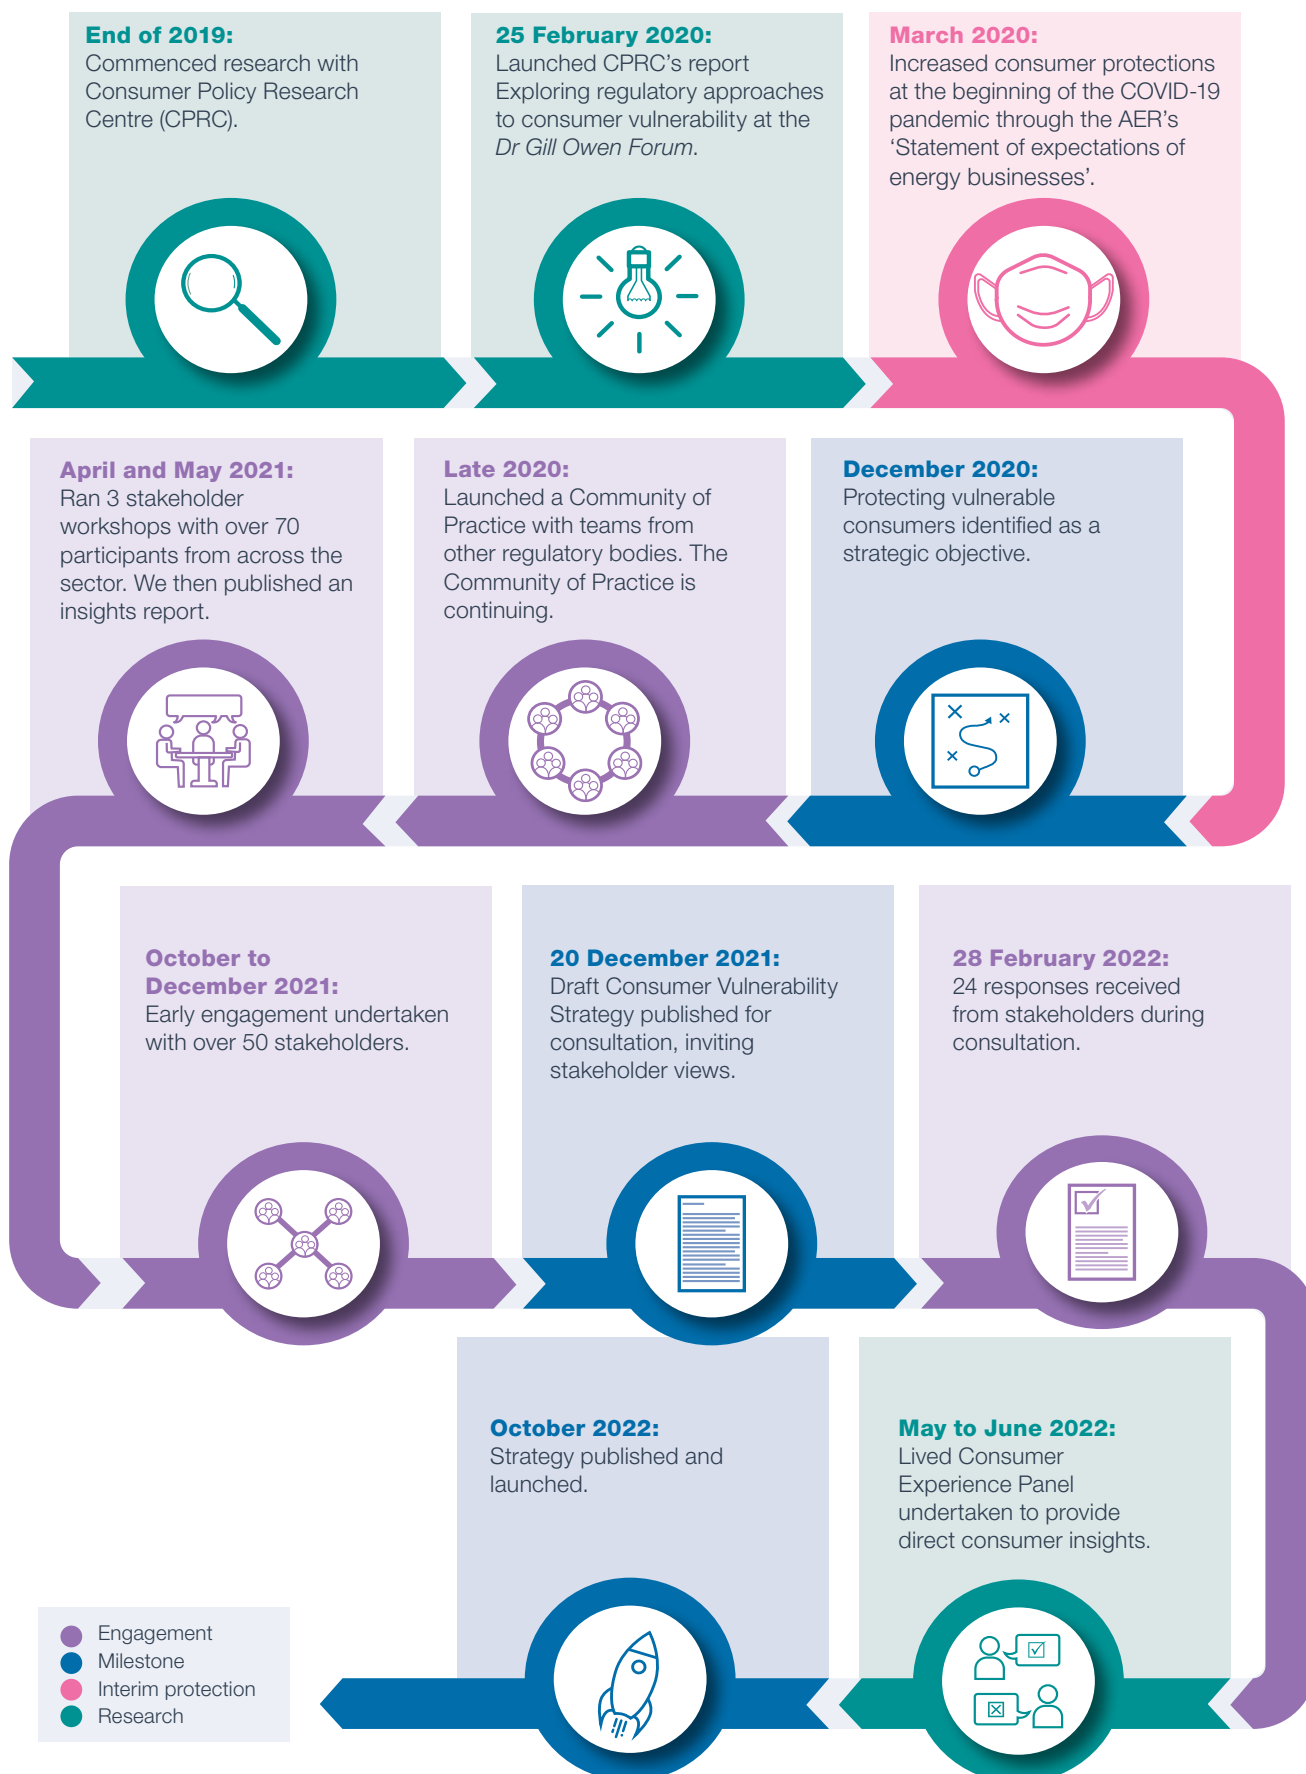 End of 2019:
Commenced research with
Consumer Policy Research
Centre (CPRC).
25 February 2020:
Launched CPRC’s report
Exploring regulatory approaches
to consumer vulnerability at the
Dr Gill Owen Forum.
March 2020:
Increased consumer protections
at the beginning of the COVID-19
pandemic through the AER’s
‘Statement of expectations of
energy businesses’.
December 2020:
Protecting vulnerable
consumers identified as a
strategic objective.
Late 2020:
Launched a Community of
Practice with teams from
other regulatory bodies. The
Community of Practice is
continuing.
April and May 2021:
Ran 3 stakeholder
workshops with over 70
participants from across the
sector. We then published an
insights report.
October to
December 2021:
Early engagement undertaken
with over 50 stakeholders.
20 December 2021:
Draft Consumer Vulnerability
Strategy published for
consultation, inviting
stakeholder views.
28 February 2022:
24 responses received
from stakeholders during
consultation.
May to June 2022:
Lived Consumer
Experience Panel
undertaken to provide
direct consumer insights.
October 2022:
Strategy published and
launched.
Engagement
Milestone
Interim protection
Research